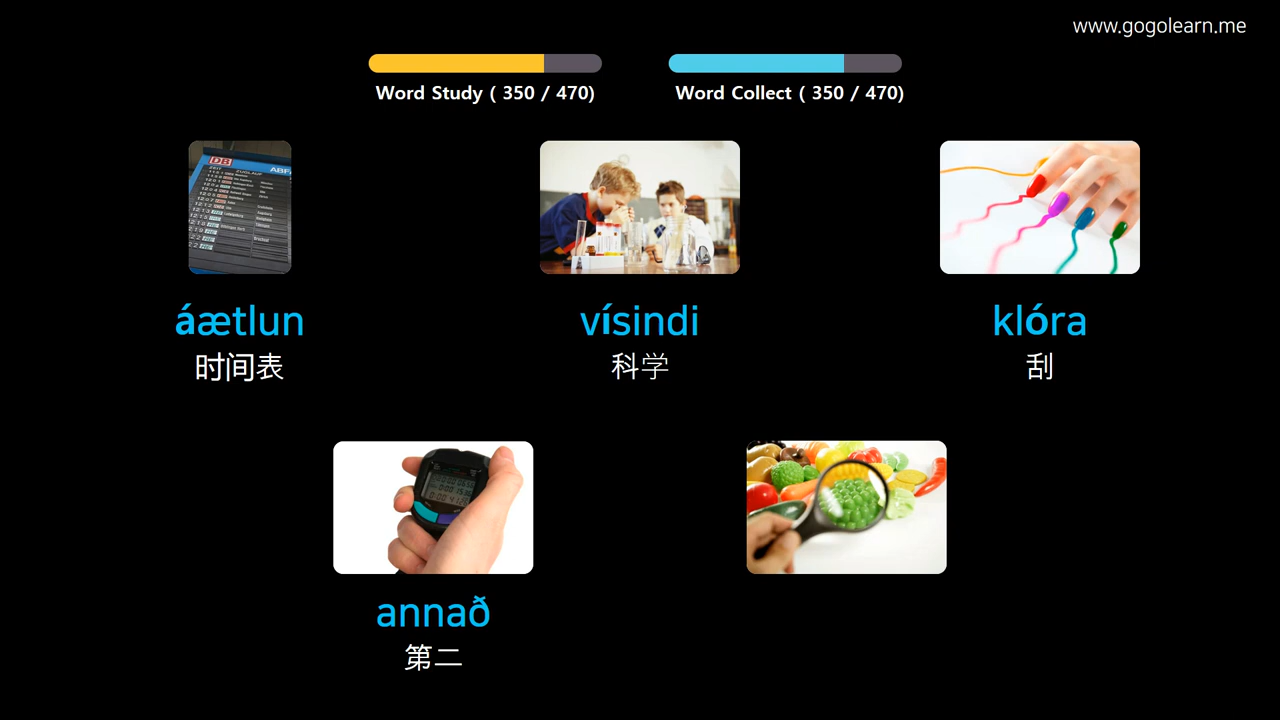 www.gogolearn.me
Word Study ( 350 / 470)
Word Collect ( 350 / 470)
DB
áætlun
时间表
vísindi
科学
klóra
刮
annað
第二